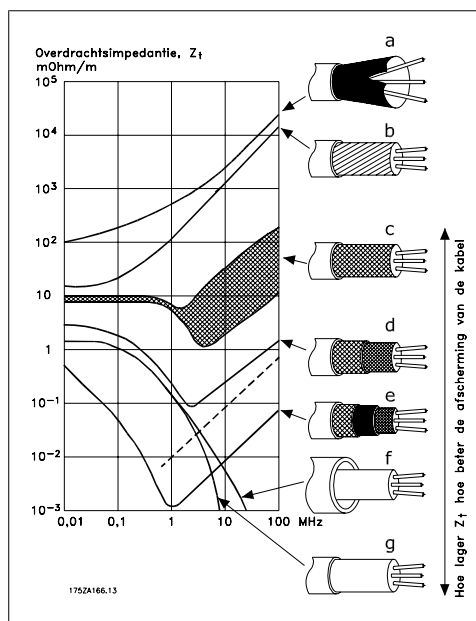 Overdrachtsimpedantie, Zt
mOhm/m
10⁵
10⁴
10³
10²
10
1
10⁻¹
10⁻²
10⁻³
0,01 0,1 1 10 100 MHz
a
b
c
d
e
f
g
Hoe lager Zt hoe beter de afscherming van de kabel
175ZA166.13